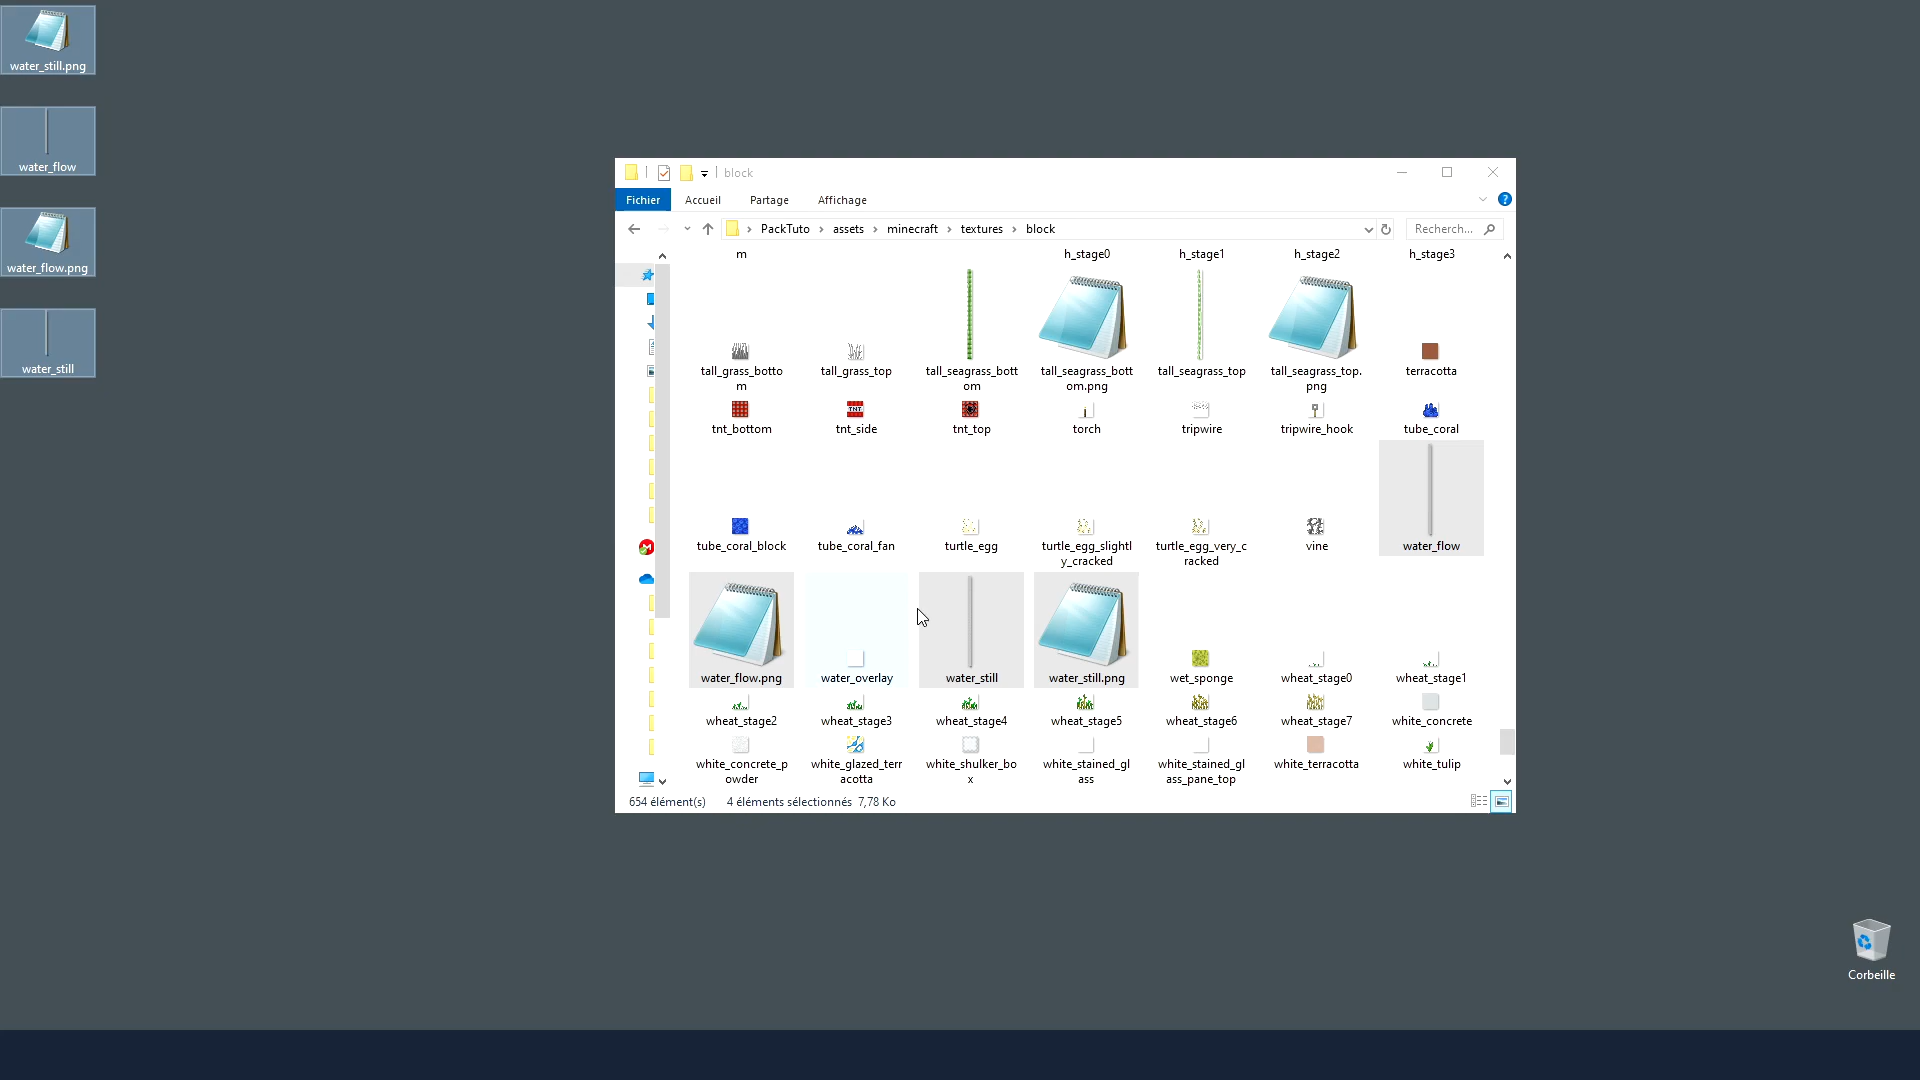 water_still.png
water_flow
water_flow.png
water_still
block
Fichier Accueil Partage Affichage
PackTuto assets minecraft textures block
Recherch...
m h_stage0 h_stage1 h_stage2 h_stage3
tall_grass_botto tall_grass_top tall_seagrass_bott tall_seagrass_bott tall_seagrass_top tall_seagrass_top. terracotta
m om om.png png
TNT
tnt_bottom tnt_side tnt_top torch tripwire tripwire_hook tube_coral
tube_coral_block tube_coral_fan turtle_egg turtle_egg_slightl turtle_egg_very_c vine water_flow
y_cracked racked
water_flow.png water_overlay water_still water_still.png wet_sponge wheat_stage0 wheat_stage1
wheat_stage2 wheat_stage3 wheat_stage4 wheat_stage5 wheat_stage6 wheat_stage7 white_concrete
white_concrete_p white_glazed_terr white_shulker_bo white_stained_gl white_stained_gl white_terracotta white_tulip
owder acotta x ass ass_pane_top
654 élément(s) 4 éléments sélectionnés 7,78 Ko
Corbeille